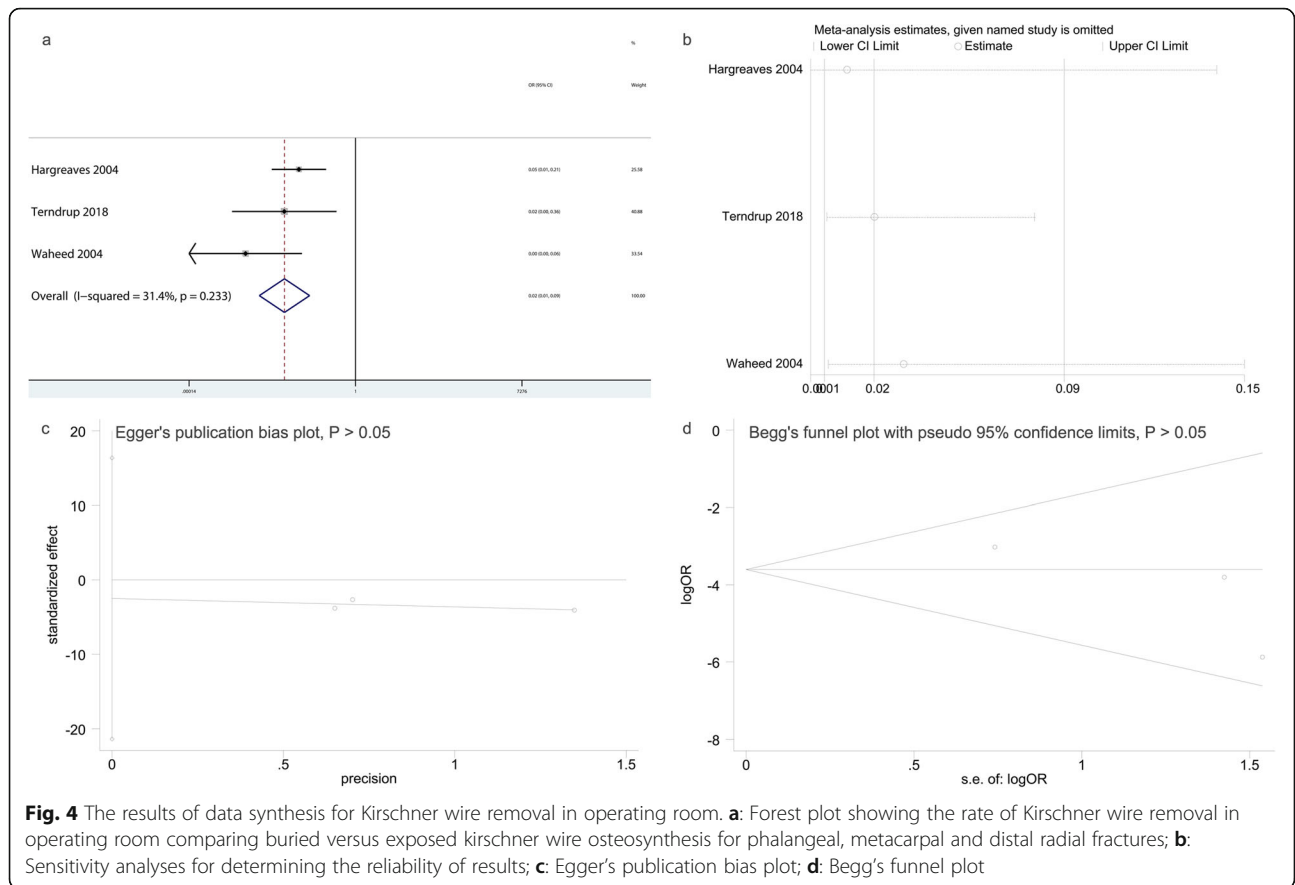 a
%
OR (95% CI) Weight
Hargreaves 2004 0.05 (0.01, 0.21) 25.58
Terndrup 2018 0.02 (0.00, 0.36) 40.88
Waheed 2004 0.00 (0.00, 0.06) 33.54
Overall (I−squared = 31.4%, p = 0.233) 0.02 (0.01, 0.09) 100.00
.00014 1 7276
b
Meta-analysis estimates, given named study is omitted
Lower CI Limit Estimate Upper CI Limit
Hargreaves 2004
Terndrup 2018
Waheed 2004
0.01 0.02 0.09 0.15
c Egger's publication bias plot, P > 0.05
standardized effect
20
10
0
-10
-20
0 .5 1 1.5
precision
d Begg's funnel plot with pseudo 95% confidence limits, P > 0.05
logOR
0
-2
-4
-6
-8
0 .5 1 1.5
s.e. of: logOR
Fig. 4 The results of data synthesis for Kirschner wire removal in operating room. a: Forest plot showing the rate of Kirschner wire removal in
operating room comparing buried versus exposed kirschner wire osteosynthesis for phalangeal, metacarpal and distal radial fractures; b:
Sensitivity analyses for determining the reliability of results; c: Egger's publication bias plot; d: Begg's funnel plot